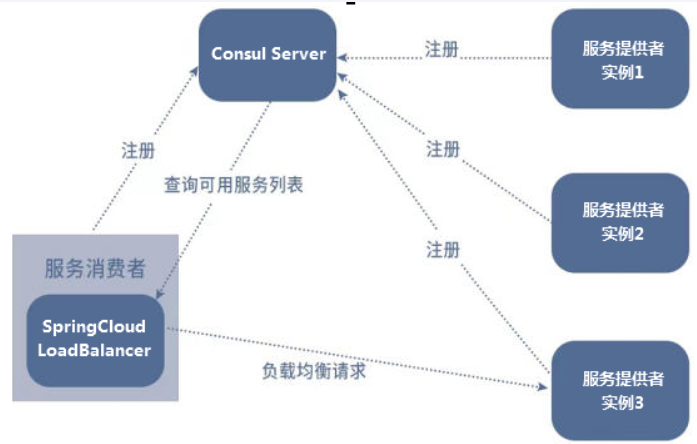 Consul Server
注册
服务提供者
实例1
注册
注册
查询可用服务列表
服务提供者
实例2
注册
服务消费者
SpringCloud
LoadBalancer
负载均衡请求
服务提供者
实例3